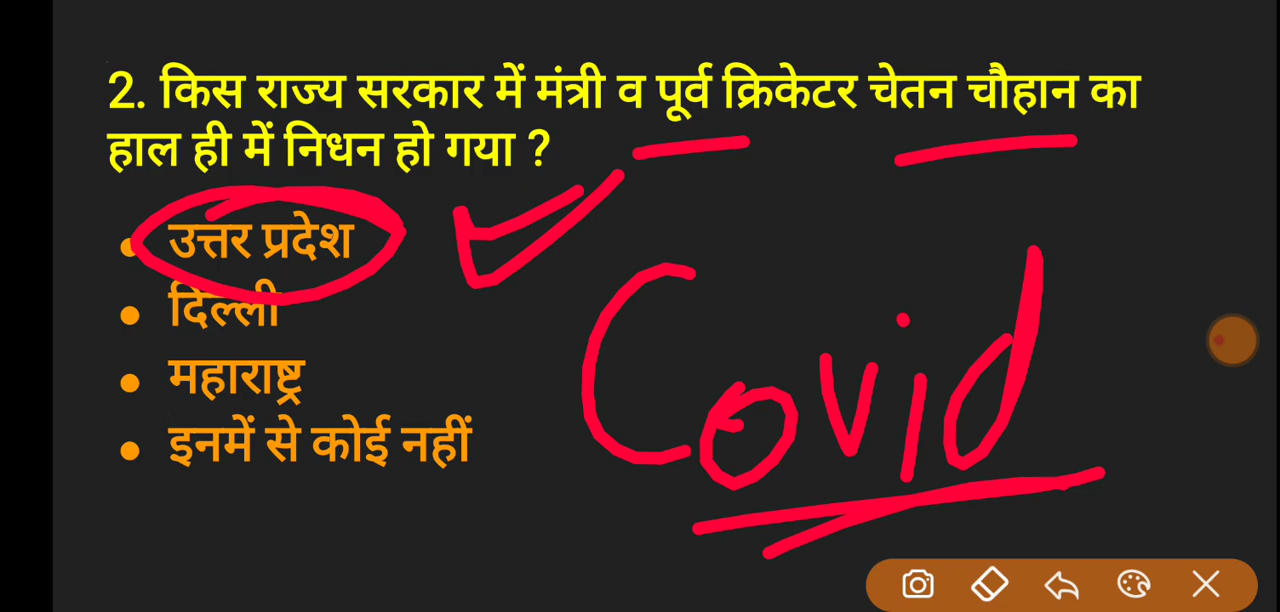 2. किस राज्य सरकार में मंत्री व पूर्व क्रिकेटर चेतन चौहान का
हाल ही में निधन हो गया ?
• उत्तर प्रदेश
• दिल्ली
• महाराष्ट्र
• इनमें से कोई नहीं
Covid